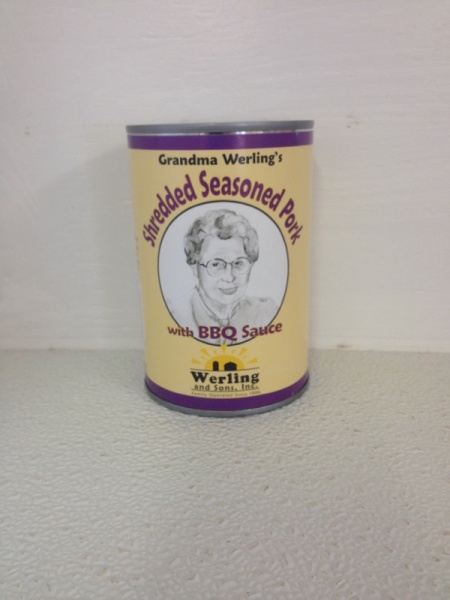 Grandma Werling's
Shredded Seasoned Pork
with BBQ Sauce
Werling
and Sons, Inc.